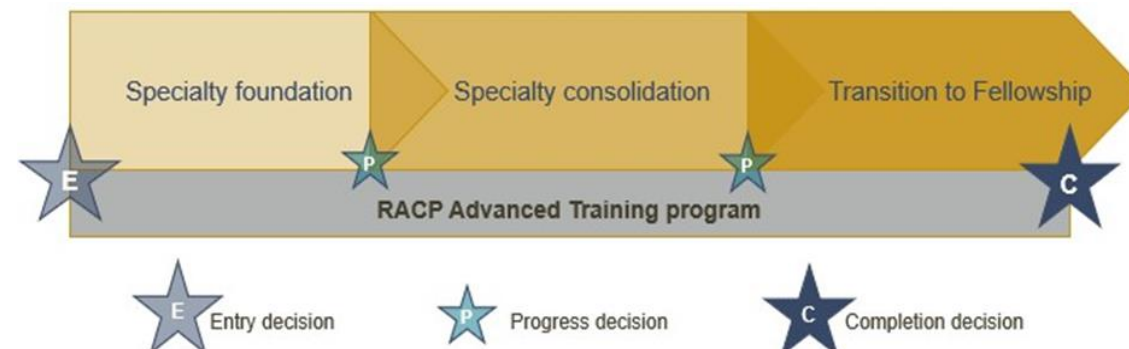 Specialty foundation
Specialty consolidation
Transition to Fellowship
E
P
P
C
RACP Advanced Training program
E
Entry decision
P
Progress decision
C
Completion decision